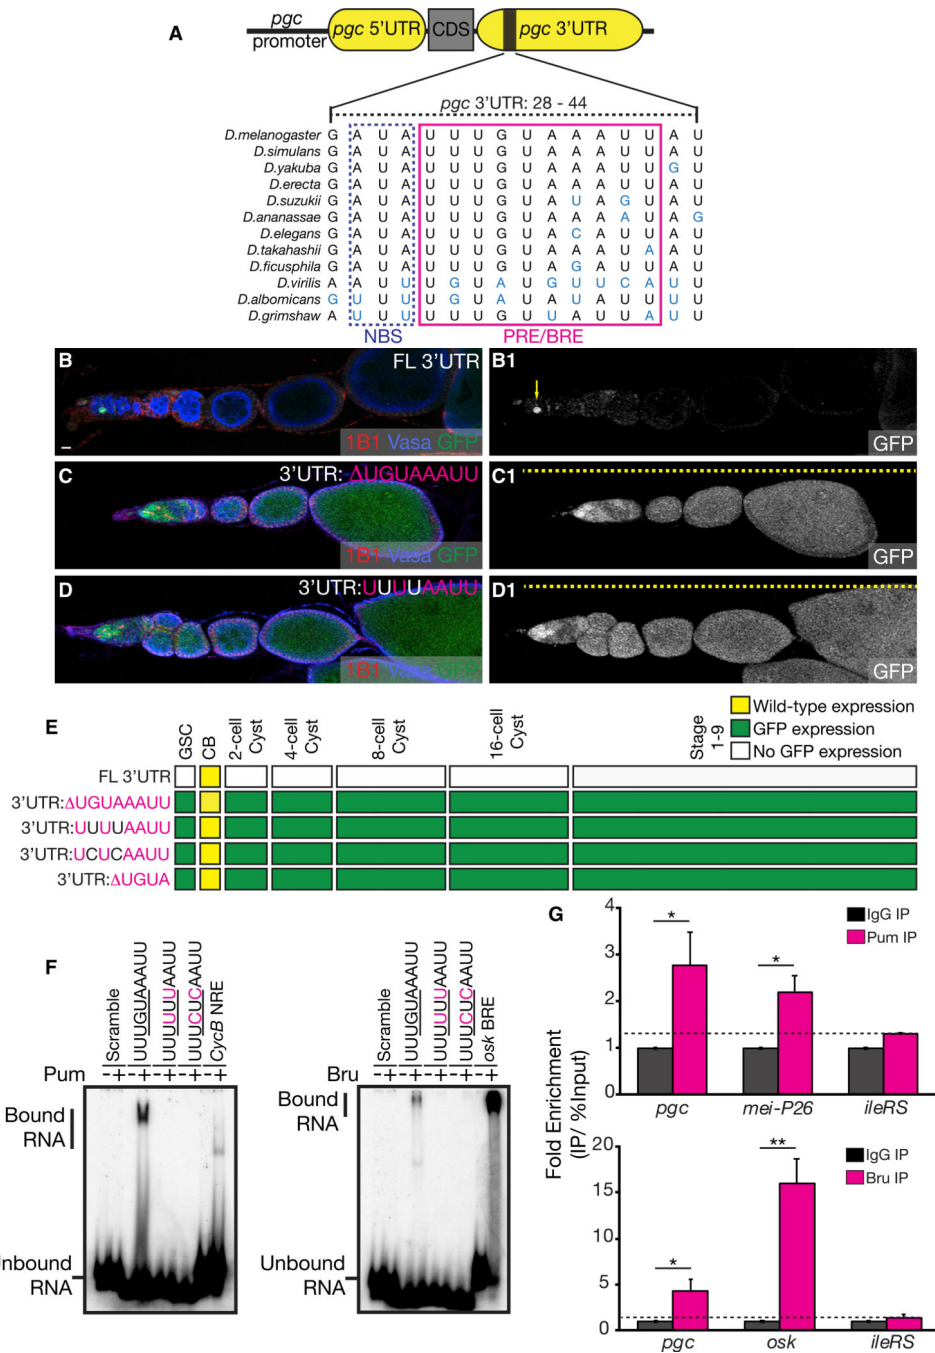 A
pgc promoter
pgc 5'UTR
CDS
pgc 3'UTR
pgc 3'UTR: 28 - 44
D.melanogaster G A U A U U U G U A A A U U A U
D.simulans G A U A U U U G U A A A U U A U
D.yakuba G A U A U U U G U A A A U U G U
D.erecta G A U A U U U G U A A A U U A U
D.suzukii G A U A U U U G U A U A G U A U
D.ananassae G A U A U U U G U A A A A U A G
D.elegans G A U A U U U G U A C A U U A U
D.takahashii G A U A U U U G U A A A U A A U
D.ficusphila G A U A U U U G U A G A U U A U
D.virilis A A U U U G U A U G U U C A U U
D.albomicans G U U U U G U A U A U A U U U U
D.grimshaw A U U U U U U G U U A U U A U U
NBS
PRE/BRE
B
FL 3'UTR
1B1 Vasa GFP
B1
GFP
C
3'UTR: ΔUGUAAAUU
1B1 Vasa GFP
C1
GFP
D
3'UTR:UUUUAAUU
1B1 Vasa GFP
D1
GFP
E
GSC
CB
2-cell Cyst
4-cell Cyst
8-cell Cyst
16-cell Cyst
Stage 1-9
Wild-type expression
GFP expression
No GFP expression
FL 3'UTR
3'UTR:ΔUGUAAAUU
3'UTR:UUUUAAUU
3'UTR:UCUCAAUU
3'UTR:ΔUGUA
F
Scramble
UUUGUAAAUU
UUUUUUAAUU
UUUCUCAAUU
CycB NRE
Pum - + - + - + - + - +
Bound RNA
Unbound RNA
Scramble
UUUGUAAAUU
UUUUUUAAUU
UUUCUCAAUU
osk BRE
Bru - + - + - + - + - +
Bound RNA
Unbound RNA
G
Fold Enrichment (IP/ %Input)
4
3
2
1
0
*
*
IgG IP
Pum IP
pgc
mei-P26
ileRS
20
15
10
5
0
*
**
IgG IP
Bru IP
pgc
osk
ileRS